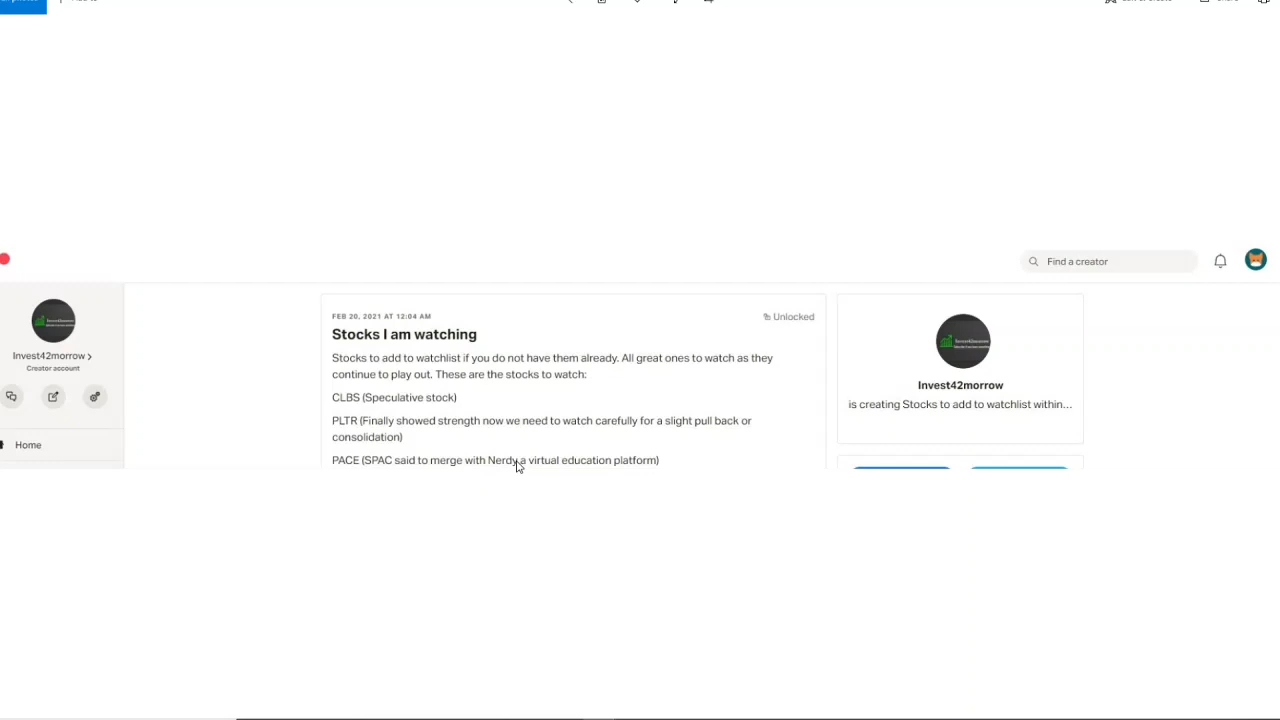 Find a creator
FEB 20, 2021 AT 12:04 AM
Unlocked
Stocks I am watching
Stocks to add to watchlist if you do not have them already. All great ones to watch as they
continue to play out. These are the stocks to watch:
CLBS (Speculative stock)
PLTR (Finally showed strength now we need to watch carefully for a slight pull back or
consolidation)
PACE (SPAC said to merge with Nerdy a virtual education platform)
Invest42morrow
Creator account
Home
Invest42morrow
is creating Stocks to add to watchlist within...